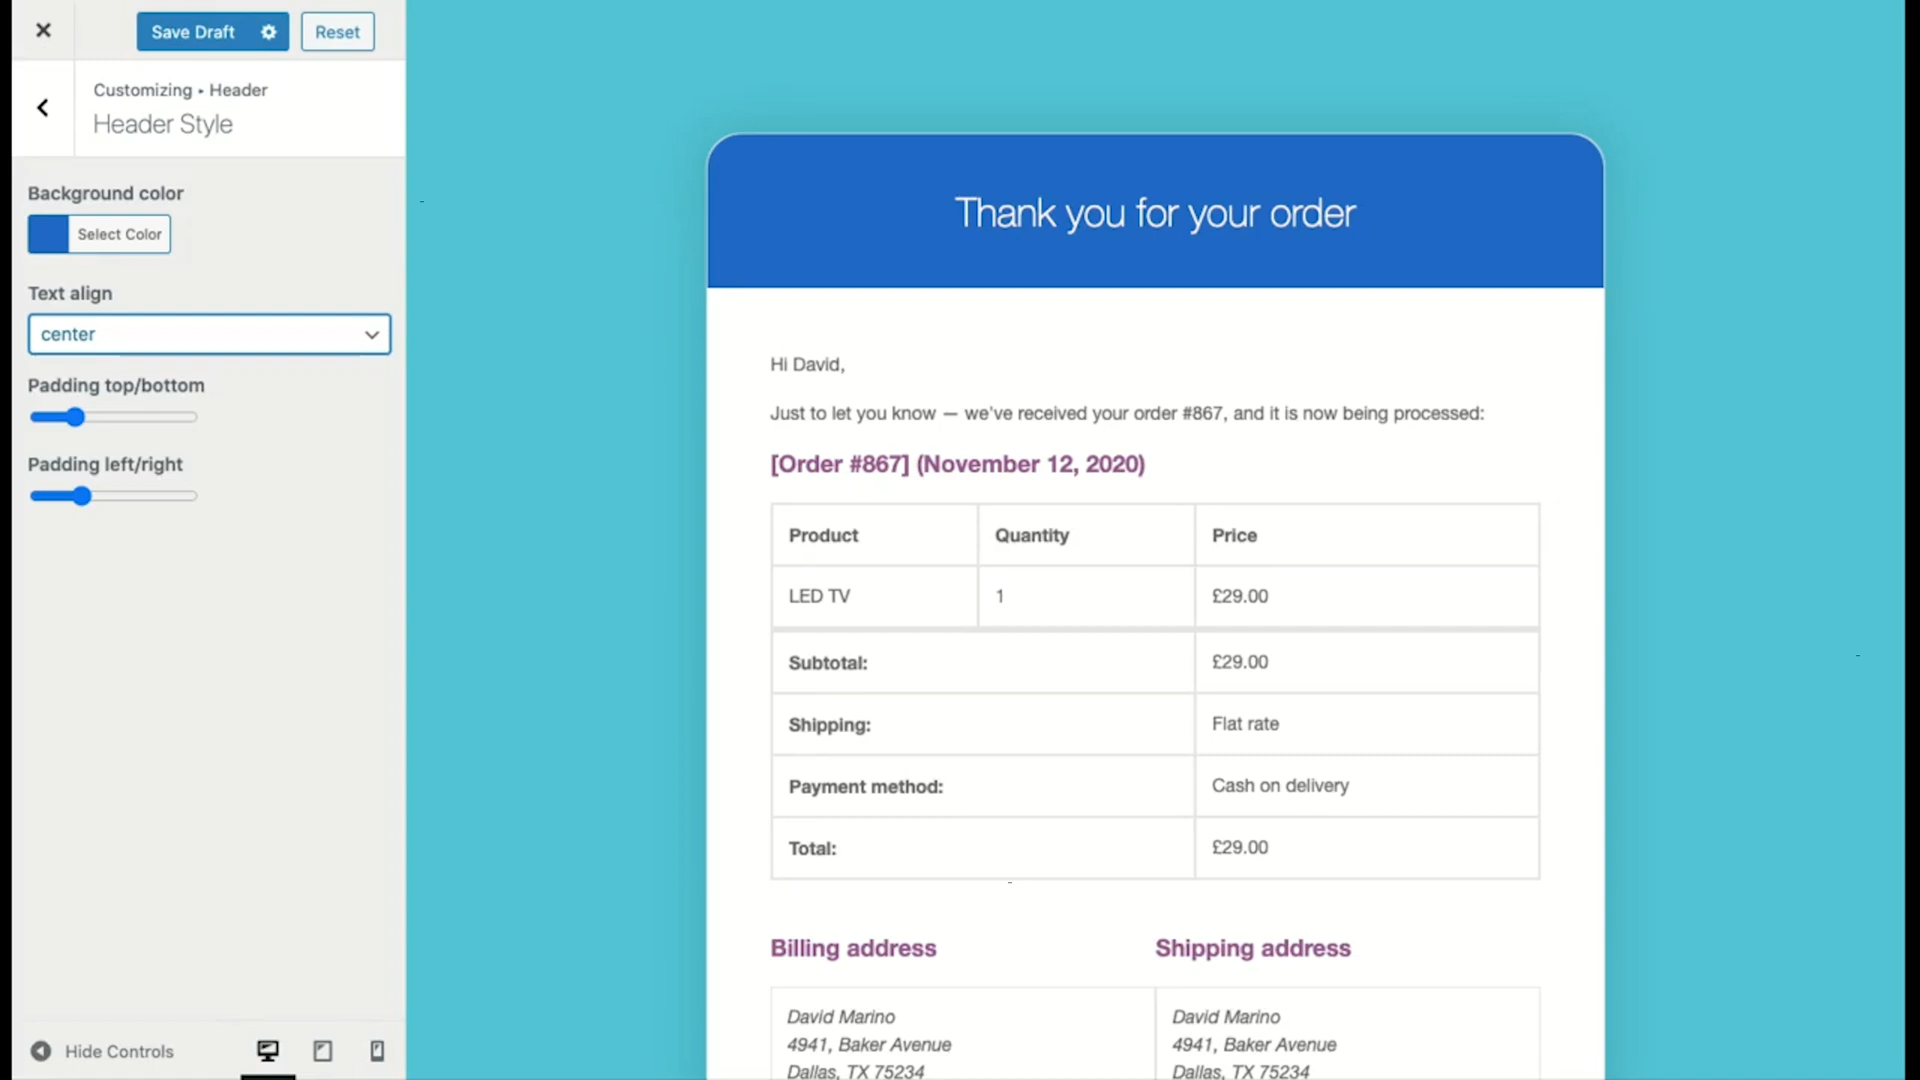 Save Draft
Reset
Customizing • Header
Header Style
Background color
Select Color
Text align
center
Padding top/bottom
Padding left/right
Hide Controls
Thank you for your order
Hi David,
Just to let you know — we've received your order #867, and it is now being processed:
[Order #867] (November 12, 2020)
Product Quantity Price
LED TV 1 £29.00
Subtotal: £29.00
Shipping: Flat rate
Payment method: Cash on delivery
Total: £29.00
Billing address Shipping address
David Marino David Marino
4941, Baker Avenue 4941, Baker Avenue
Dallas, TX 75234 Dallas, TX 75234